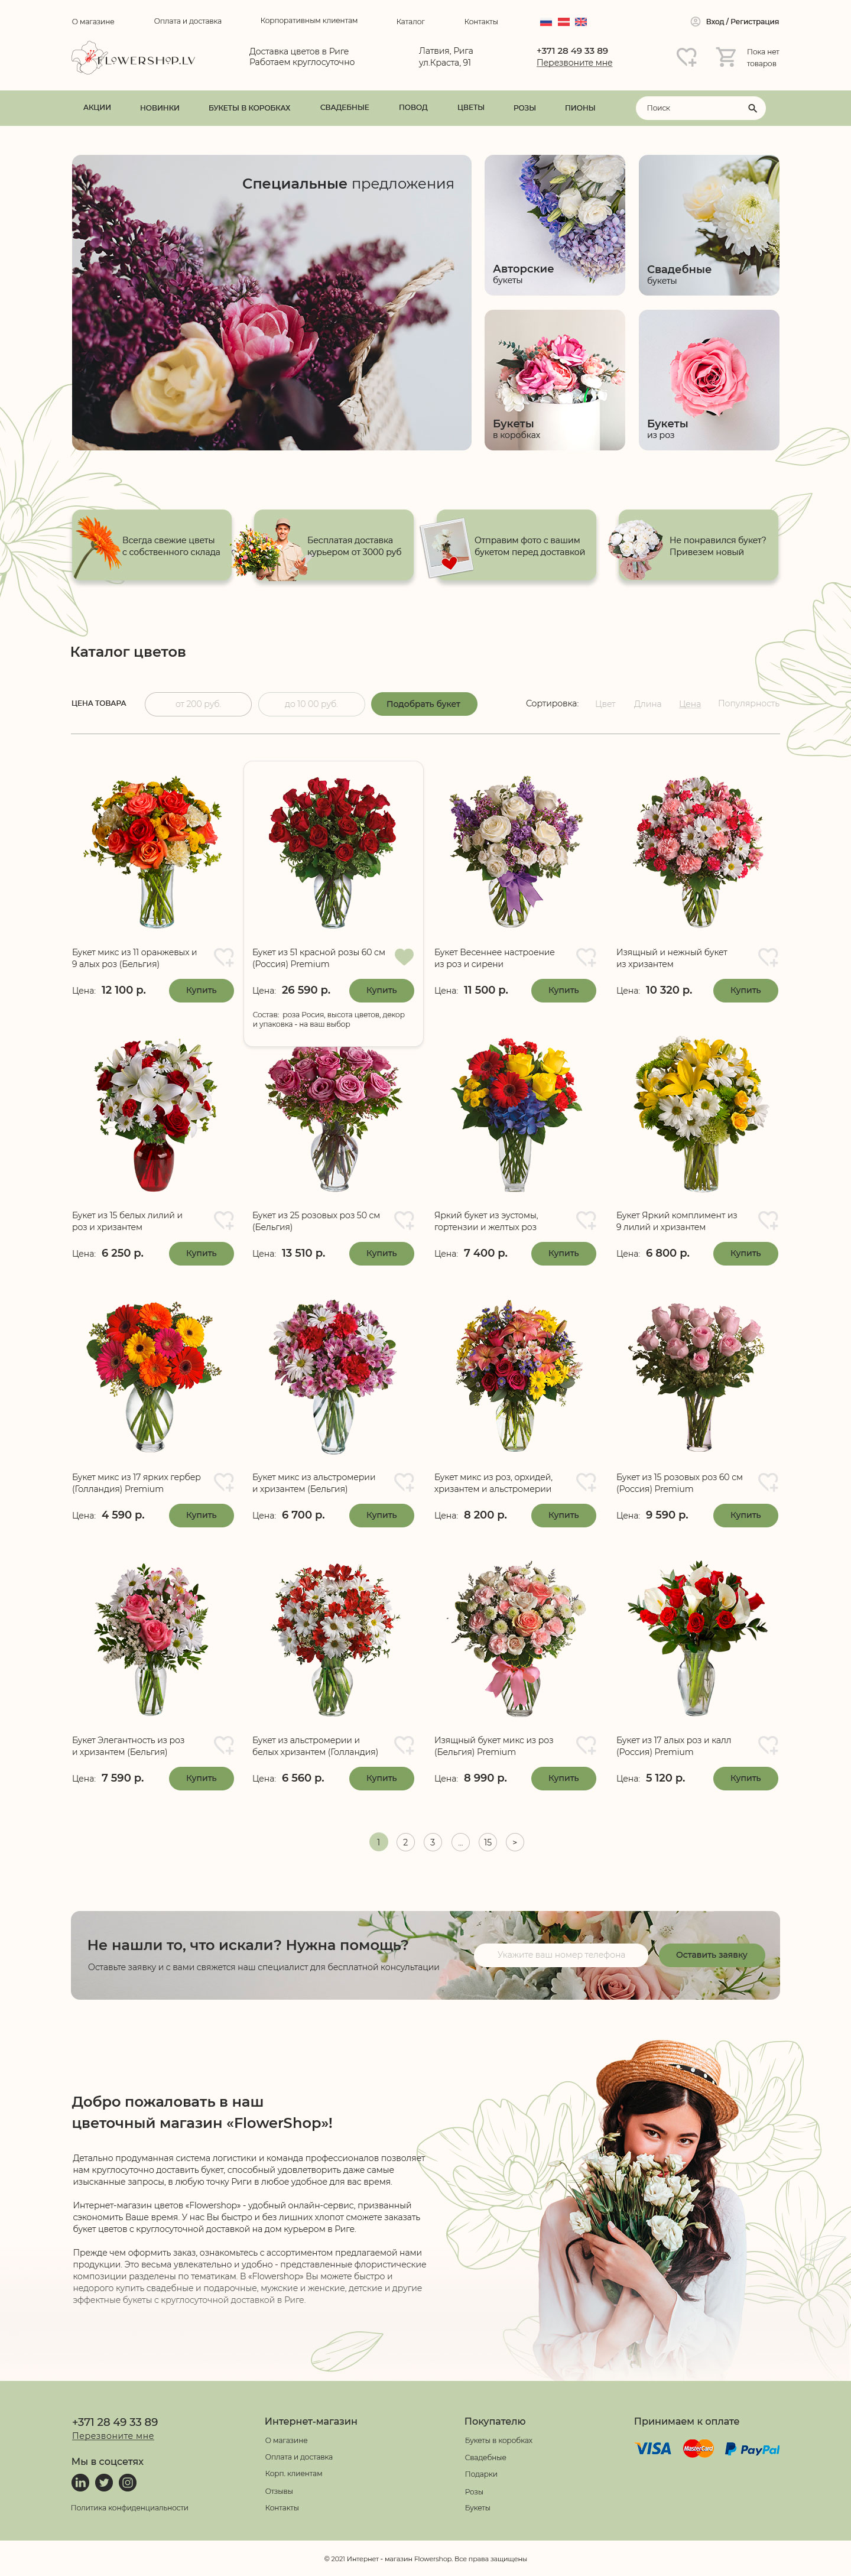 О магазине
Оплата и доставка
Корпоративным клиентам
Каталог
Контакты
Вход / Регистрация
FLOWERSHOP.LV
Доставка цветов в Риге
Работаем круглосуточно
Латвия, Рига
ул.Краста, 91
+371 28 49 33 89
Перезвоните мне
Пока нет
товаров
АКЦИИ
НОВИНКИ
БУКЕТЫ В КОРОБКАХ
СВАДЕБНЫЕ
ПОВОД
ЦВЕТЫ
РОЗЫ
ПИОНЫ
Поиск
Специальные предложения
Авторские
букеты
Свадебные
букеты
Букеты
в коробках
Букеты
из роз
Всегда свежие цветы
с собственного склада
Бесплатая доставка
курьером от 3000 руб
Отправим фото с вашим
букетом перед доставкой
Не понравился букет?
Привезем новый
Каталог цветов
ЦЕНА ТОВАРА
от 200 руб.
до 10 00 руб.
Подобрать букет
Сортировка:
Цвет
Длина
Цена
Популярность
Букет микс из 11 оранжевых и
9 алых роз (Бельгия)
Цена: 12 100 р.
Купить
Букет из 51 красной розы 60 см
(Россия) Premium
Цена: 26 590 р.
Купить
Состав: роза Росия, высота цветов, декор
и упаковка - на ваш выбор
Букет Весеннее настроение
из роз и сирени
Цена: 11 500 р.
Купить
Изящный и нежный букет
из хризантем
Цена: 10 320 р.
Купить
Букет из 15 белых лилий и
роз и хризантем
Цена: 6 250 р.
Купить
Букет из 25 розовых роз 50 см
(Бельгия)
Цена: 13 510 р.
Купить
Яркий букет из эустомы,
гортензии и желтых роз
Цена: 7 400 р.
Купить
Букет Яркий комплимент из
9 лилий и хризантем
Цена: 6 800 р.
Купить
Букет микс из 17 ярких гербер
(Голландия) Premium
Цена: 4 590 р.
Купить
Букет микс из альстромерии
и хризантем (Бельгия)
Цена: 6 700 р.
Купить
Букет микс из роз, орхидей,
хризантем и альстромерии
Цена: 8 200 р.
Купить
Букет из 15 розовых роз 60 см
(Россия) Premium
Цена: 9 590 р.
Купить
Букет Элегантность из роз
и хризантем (Бельгия)
Цена: 7 590 р.
Купить
Букет из альстромерии и
белых хризантем (Голландия)
Цена: 6 560 р.
Купить
Изящный букет микс из роз
(Бельгия) Premium
Цена: 8 990 р.
Купить
Букет из 17 алых роз и калл
(Россия) Premium
Цена: 5 120 р.
Купить
1 2 3 ... 15 >
Не нашли то, что искали? Нужна помощь?
Оставьте заявку и с вами свяжется наш специалист для бесплатной консультации
Укажите ваш номер телефона
Оставить заявку
Добро пожаловать в наш
цветочный магазин «FlowerShop»!
Детально продуманная система логистики и команда профессионалов позволяет
нам круглосуточно доставить букет, способный удовлетворить даже самые
изысканные запросы, в любую точку Риги в любое удобное для вас время.
Интернет-магазин цветов «Flowershop» - удобный онлайн-сервис, призванный
сэкономить Ваше время. У нас Вы быстро и без лишних хлопот сможете заказать
букет цветов с круглосуточной доставкой на дом курьером в Риге.
Прежде чем оформить заказ, ознакомьтесь с ассортиментом предлагаемой нами
продукции. Это весьма увлекательно и удобно - представленные флористические
композиции разделены по тематикам. В «Flowershop» Вы можете быстро и
недорого купить свадебные и подарочные, мужские и женские, детские и другие
эффектные букеты с круглосуточной доставкой в Риге.
+371 28 49 33 89
Перезвоните мне
Мы в соцсетях
in
Политика конфиденциальности
Интернет-магазин
О магазине
Оплата и доставка
Корп. клиентам
Отзывы
Контакты
Покупателю
Букеты в коробках
Свадебные
Подарки
Розы
Букеты
Принимаем к оплате
VISA
MasterCard
PayPal
© 2021 Интернет - магазин Flowershop. Все права защищены